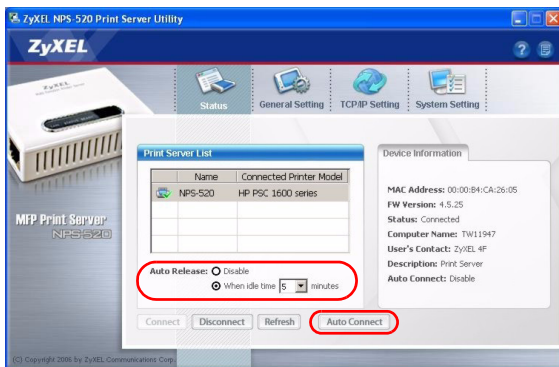 ZyXEL NPS-520 Print Server Utility
ZyXEL
Status
General Setting
TCP/IP Setting
System Setting
ZyXEL
MFP Print Server
NPS-520
Print Server List
Name Connected Printer Model
NPS-520 HP PSC 1600 series
Auto Release: Disable
When idle time 5 minutes
Connect Disconnect Refresh Auto Connect
Device Information
MAC Address: 00:00:B4:CA:26:05
FW Version: 4.5.25
Status: Connected
Computer Name: TW11947
User's Contact: ZyXEL 4F
Description: Print Server
Auto Connect: Disable
(C) Copyright 2006 by ZyXEL Communications Corp.